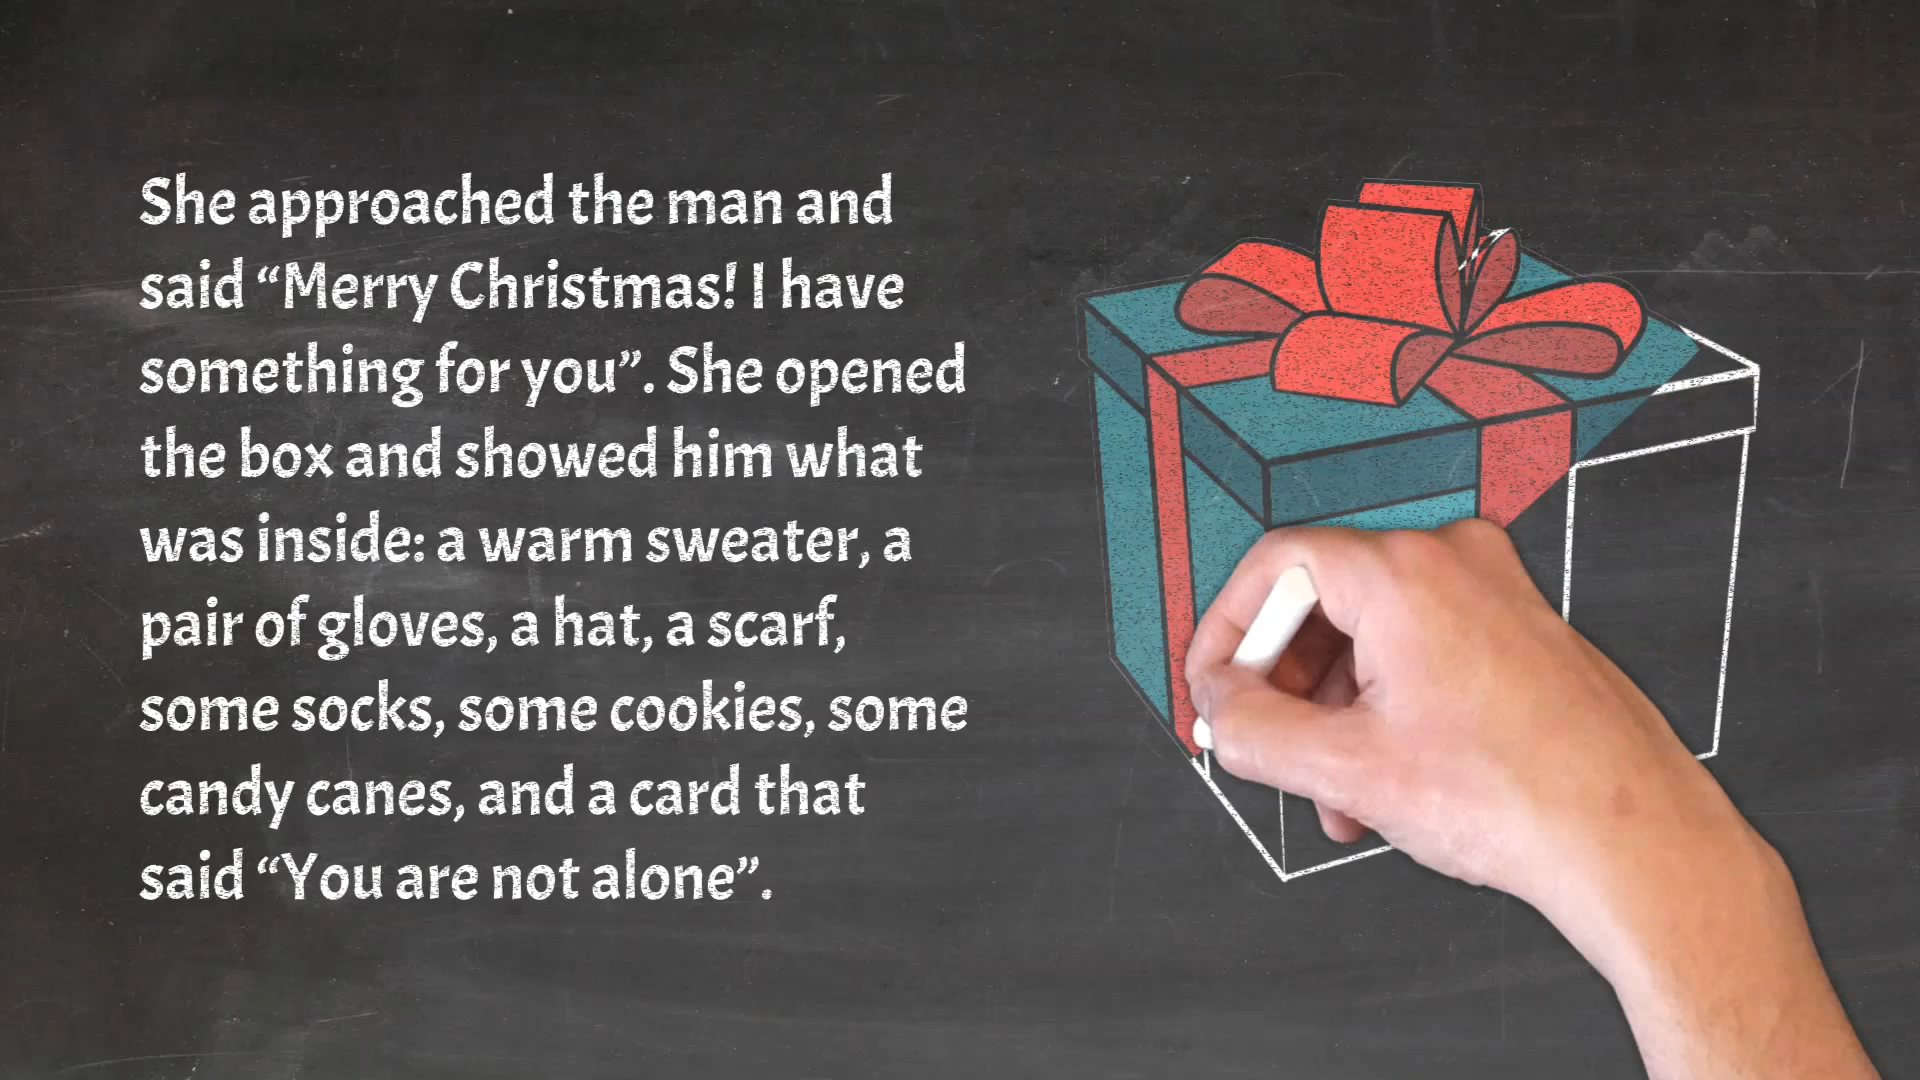 She approached the man and
said “Merry Christmas! I have
something for you”. She opened
the box and showed him what
was inside: a warm sweater, a
pair of gloves, a hat, a scarf,
some socks, some cookies, some
candy canes, and a card that
said “You are not alone”.